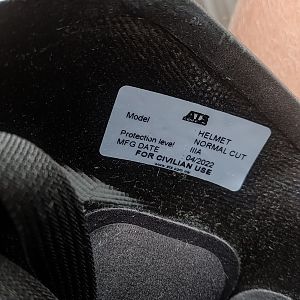 Model HELMET
NORMAL CUT
Protection level IIIA
MFG DATE 04/2022
FOR CIVILIAN USE